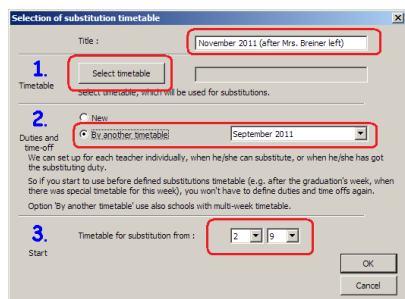 Selection of substitution timetable
Title :
November 2011 (after Mrs. Breiner left)
1.
Timetable
Select timetable
Select timetable, which will be used for substitutions.
2.
Duties and
time-off
New
By another timetable
September 2011
We can set up for each teacher individually, when he/she can substitute, or when he/she has got
the substituting duty.
So if you start to use before defined substitutions timetable (e.g. after the graduation's week, when
there was special timetable for this week), you won't have to define duties and time offs again.
Option 'By another timetable' use also schools with multi-week timetable.
3.
Start
Timetable for substitution from :
2
9
OK
Cancel